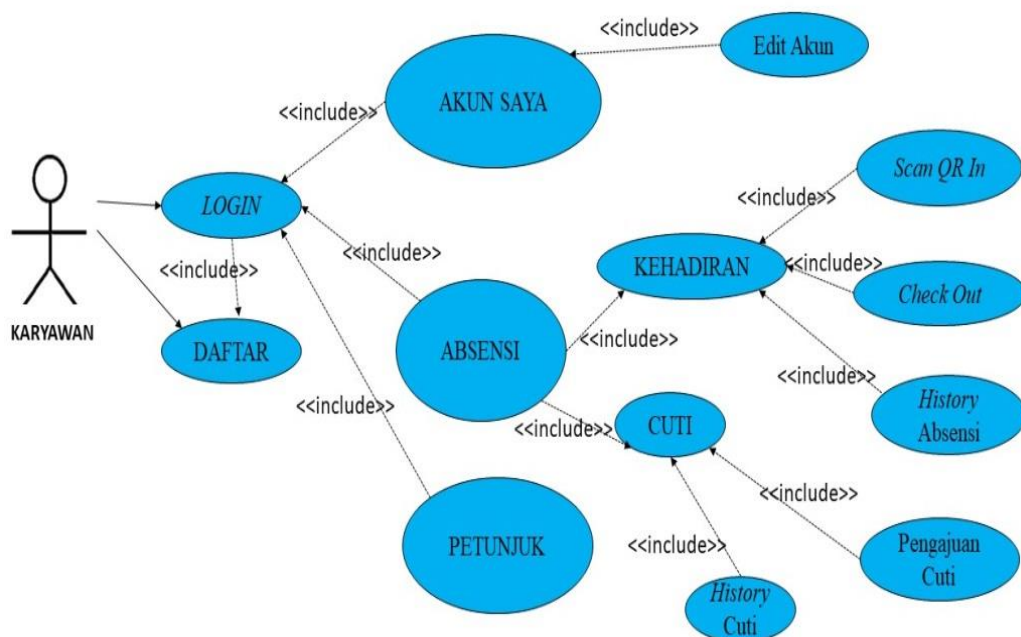 <<include>>
Edit Akun
AKUN SAYA
<<include>>
Scan QR In
LOGIN
<<include>>
<<include>>
KEHADIRAN
<<include>>
<<include>>
Check Out
KARYAWAN
DAFTAR
ABSENSI
<<include>>
<<include>>
<<include>>
History
Absensi
CUTI
<<include>>
<<include>>
PETUNJUK
<<include>>
Pengajuan
Cuti
History
Cuti